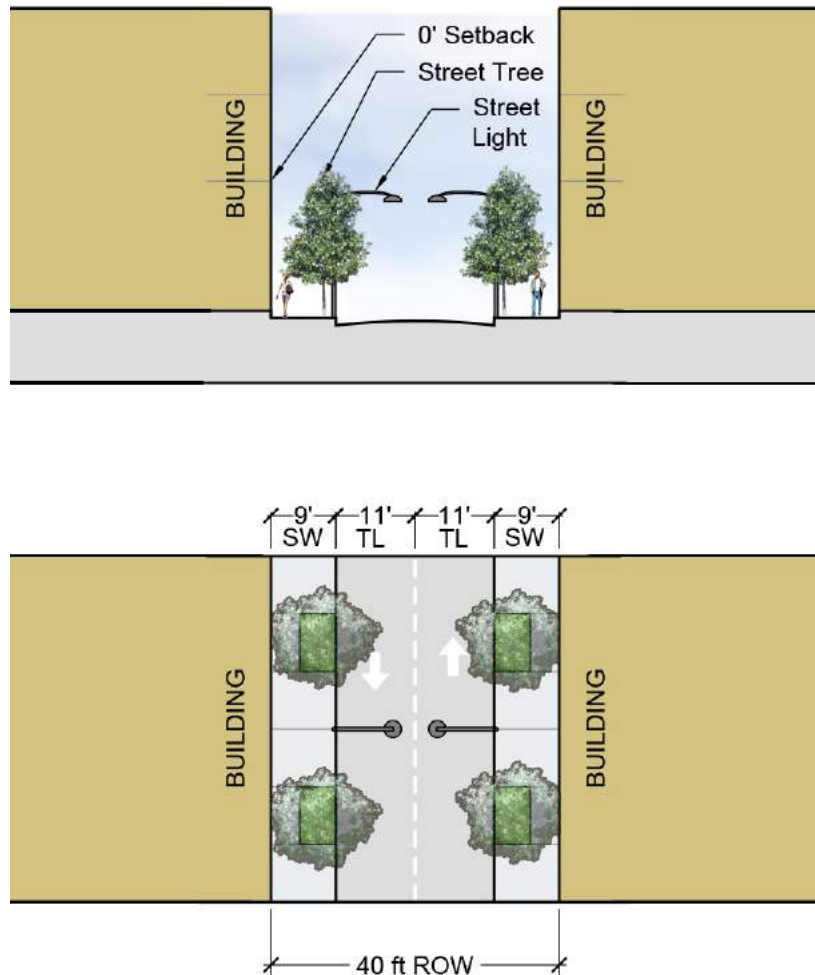 0' Setback
Street Tree
Street
Light
BUILDING
BUILDING
9' 11' 11' 9'
SW TL TL SW
BUILDING
BUILDING
40 ft ROW